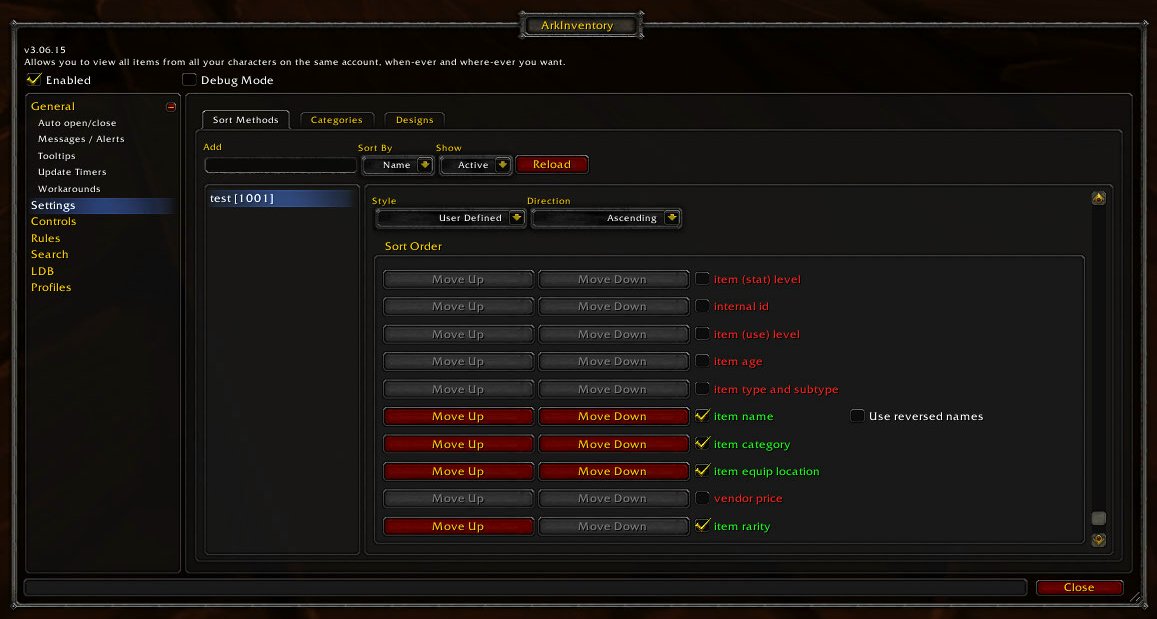 ArkInventory
v3.06.15
Allows you to view all items from all your characters on the same account, when-ever and where-ever you want.
Enabled Debug Mode
General
Auto open/close
Messages / Alerts
Tooltips
Update Timers
Workarounds
Settings
Controls
Rules
Search
LDB
Profiles
Sort Methods Categories Designs
Add Sort By Show
Name Active Reload
test [1001]
Style Direction
User Defined Ascending
Sort Order
Move Up Move Down item (stat) level
Move Up Move Down internal id
Move Up Move Down item (use) level
Move Up Move Down item age
Move Up Move Down item type and subtype
Move Up Move Down item name Use reversed names
Move Up Move Down item category
Move Up Move Down item equip location
Move Up Move Down vendor price
Move Up Move Down item rarity
Close